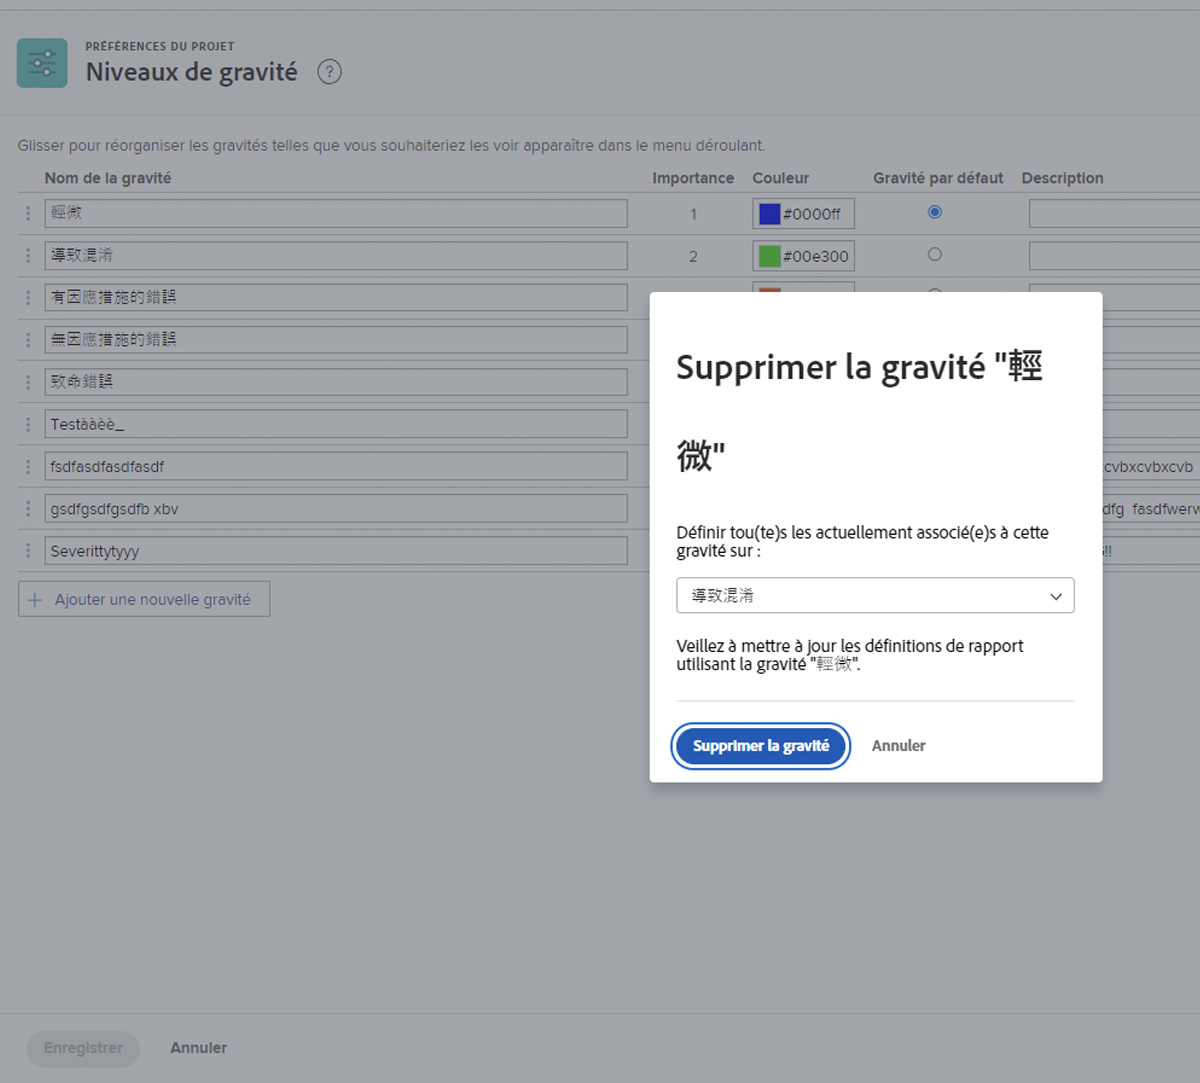 PRÉFÉRENCES DU PROJET
Niveaux de gravité ?
Glisser pour réorganiser les gravités telles que vous souhaiteriez les voir apparaître dans le menu déroulant.
Nom de la gravité Importance Couleur Gravité par défaut Description
輕微 1 #0000ff
導致混淆 2 #00e300
有因應措施的錯誤
無因應措施的錯誤
致命錯誤
Testàâèè_
fsdfasdfasdfasdf
gsdfgsdfgsdfb xbv
Severittytyyy
Ajouter une nouvelle gravité
cvbxcvbxcvb
dfg fasdfwerw
!!
Supprimer la gravité "輕
微"
Définir tou(te)s les actuellement associé(e)s à cette
gravité sur :
導致混淆
Veillez à mettre à jour les définitions de rapport
utilisant la gravité "輕微".
Supprimer la gravité Annuler
Enregistrer Annuler